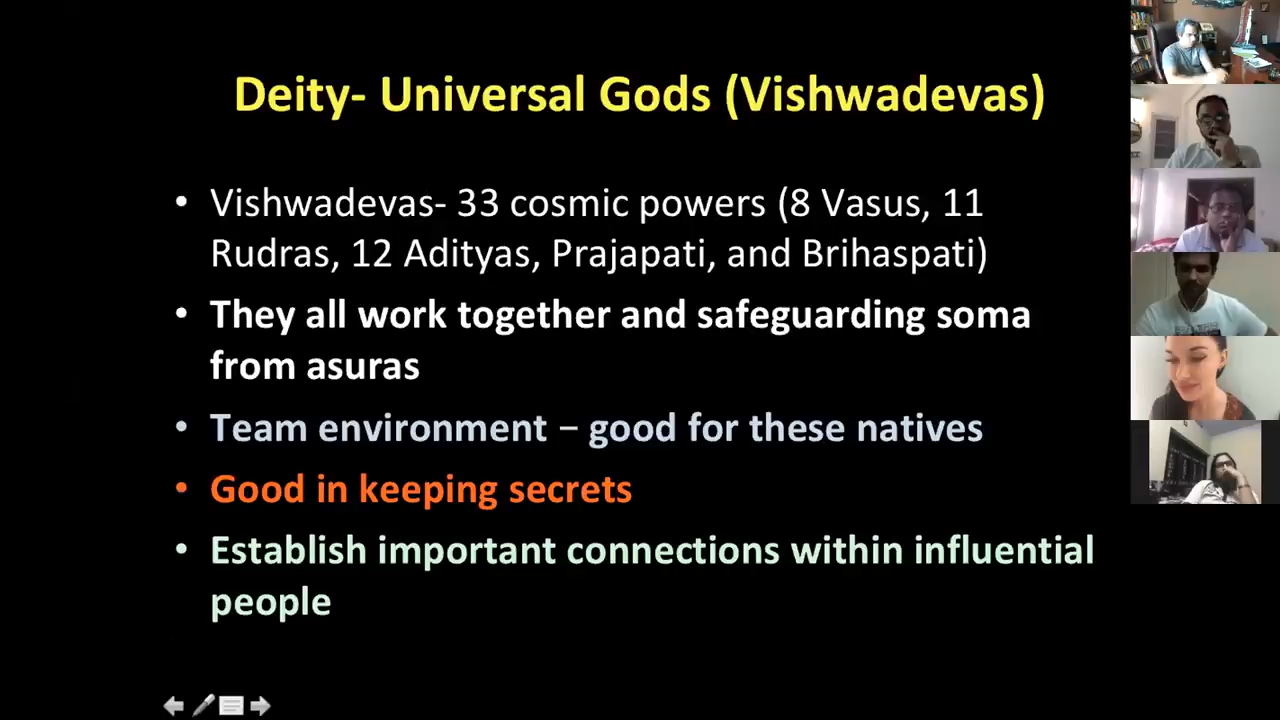 Deity- Universal Gods (Vishwadevas)
• Vishwadevas- 33 cosmic powers (8 Vasus, 11
Rudras, 12 Adityas, Prajapati, and Brihaspati)
• They all work together and safeguarding soma
from asuras
• Team environment – good for these natives
• Good in keeping secrets
• Establish important connections within influential
people